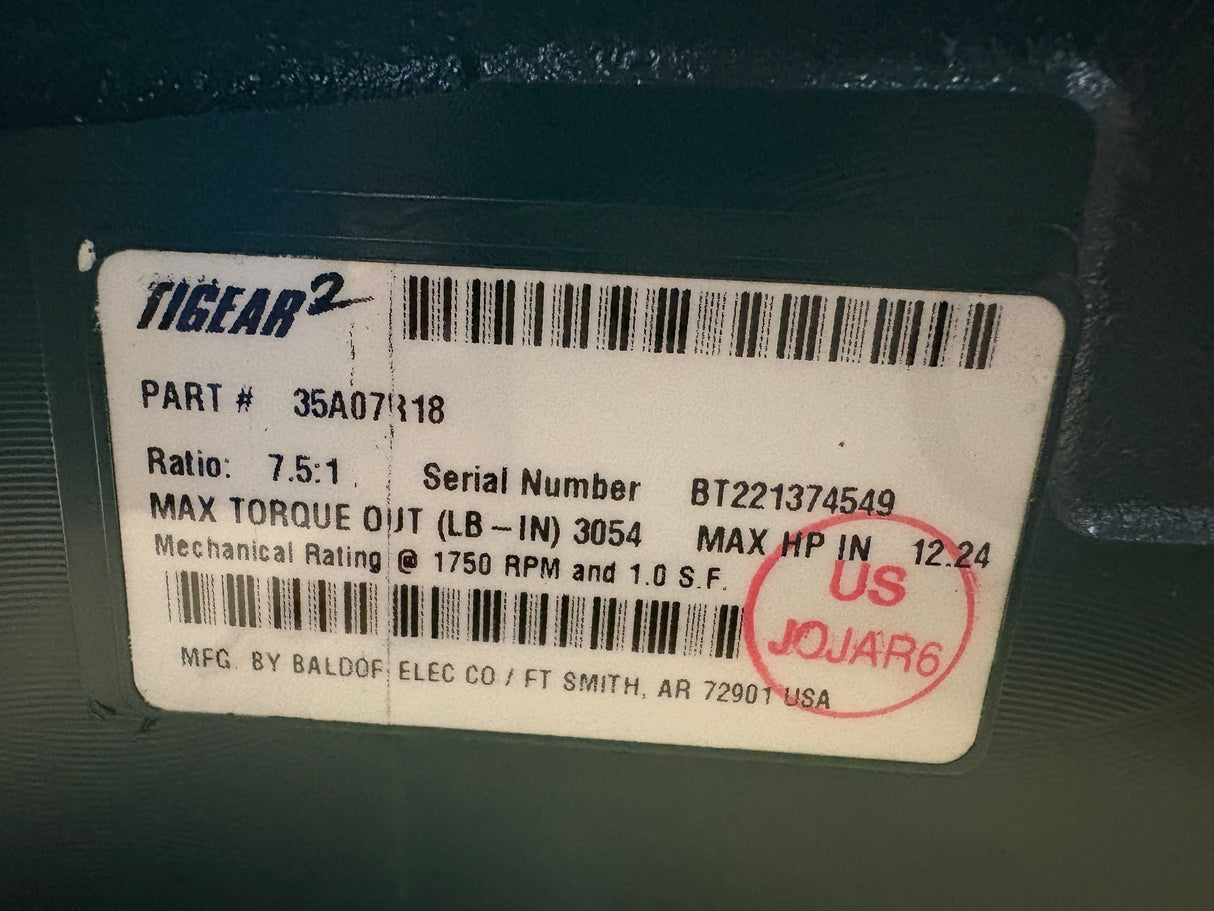 TIGEAR2
PART # 35A07R18
Ratio: 7.5:1 Serial Number BT221374549
MAX TORQUE OUT (LB-IN) 3054 MAX HP IN 12.24
Mechanical Rating @ 1750 RPM and 1.0 S.F.
US
JOJAR6
MFG. BY BALDOR ELEC CO / FT SMITH, AR 72901 USA